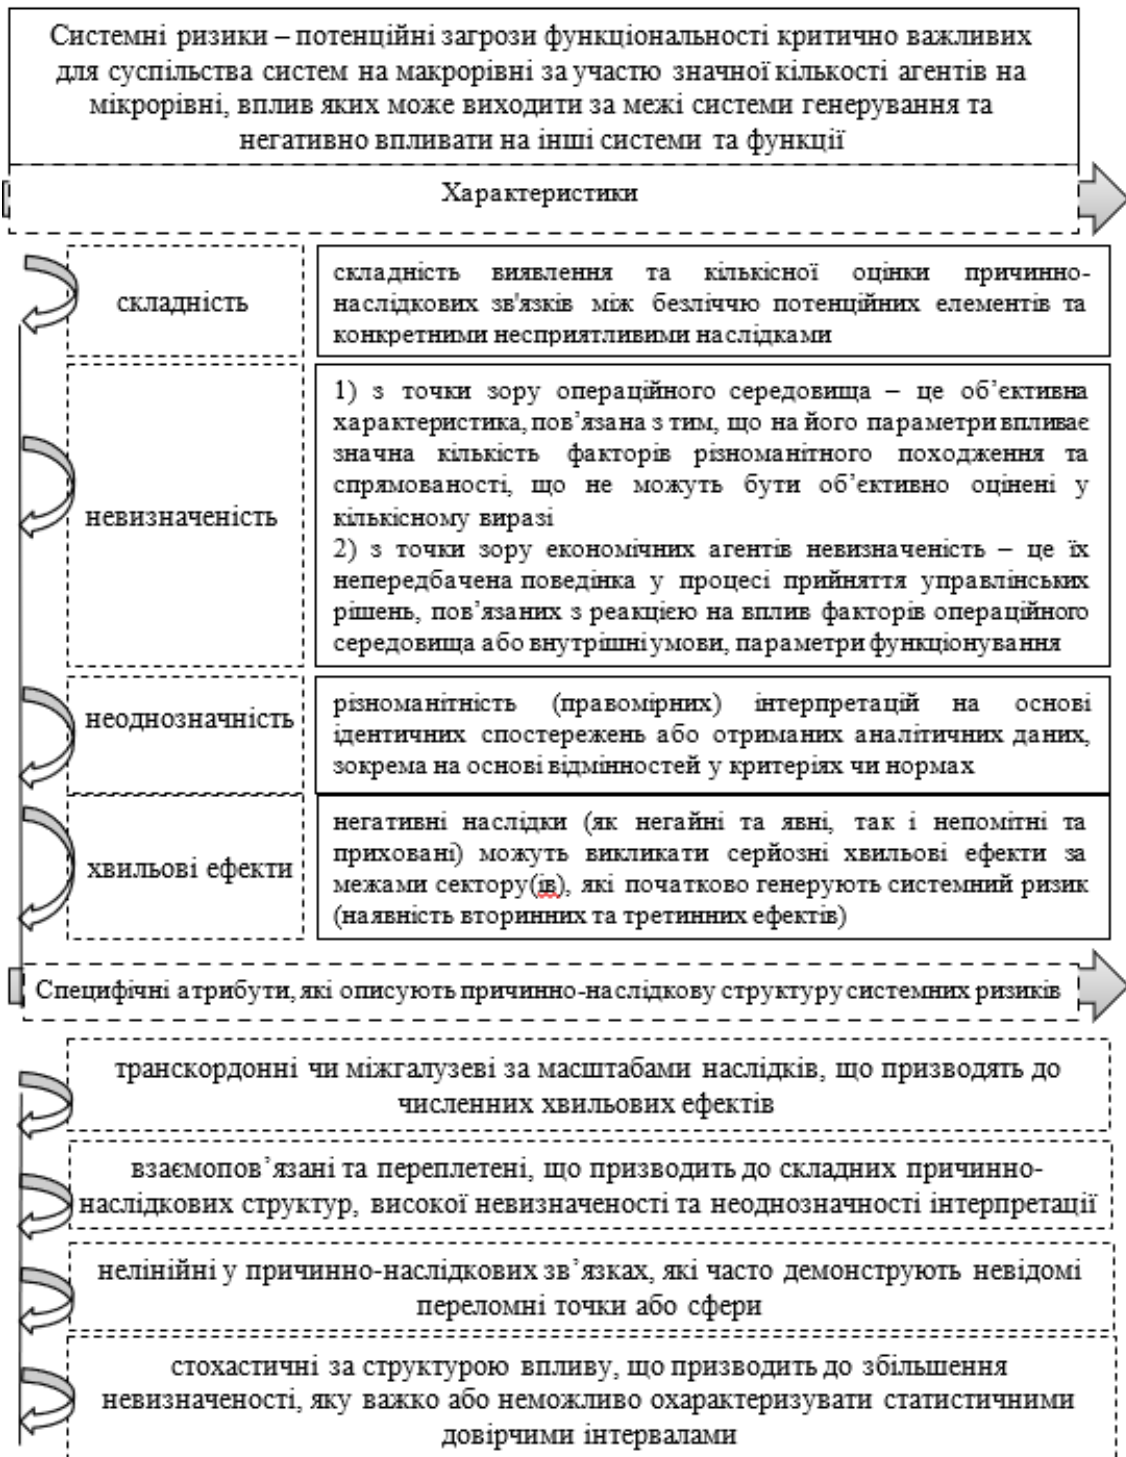 Системні ризики – потенційні загрози функціональності критично важливих
для суспільства систем на макрорівні за участю значної кількості агентів на
мікрорівні, вплив яких може виходити за межі системи генерування та
негативно впливати на інші системи та функції
Характеристики
складність
складність виявлення та кількісної оцінки причинно-
наслідкових зв'язків між безліччю потенційних елементів та
конкретними несприятливими наслідками
невизначеність
1) з точки зору операційного середовища – це об’єктивна
характеристика, пов’язана з тим, що на його параметри впливає
значна кількість факторів різноманітного походження та
спрямованості, що не можуть бути об’єктивно оцінені у
кількісному виразі
2) з точки зору економічних агентів невизначеність – це їх
непередбачена поведінка у процесі прийняття управлінських
рішень, пов’язаних з реакцією на вплив факторів операційного
середовища або внутрішні умови, параметри функціонування
неоднозначність
різноманітність (правомірних) інтерпретацій на основі
ідентичних спостережень або отриманих аналітичних даних,
зокрема на основі відмінностей у критеріях чи нормах
хвильові ефекти
негативні наслідки (як негайні та явні, так і непомітні та
приховані) можуть викликати серйозні хвильові ефекти за
межами сектору(ів), які початково генерують системний ризик
(наявність вторинних та третинних ефектів)
Специфічні атрибути, які описують причинно-наслідкову структуру системних ризиків
транскордонні чи міжгалузеві за масштабами наслідків, що призводять до
численних хвильових ефектів
взаємопов’язані та переплетені, що призводить до складних причинно-
наслідкових структур, високої невизначеності та неоднозначності інтерпретації
нелінійні у причинно-наслідкових зв’язках, які часто демонструють невідомі
переломні точки або сфери
стохастичні за структурою впливу, що призводить до збільшення
невизначеності, яку важко або неможливо охарактеризувати статистичними
довірчими інтервалами